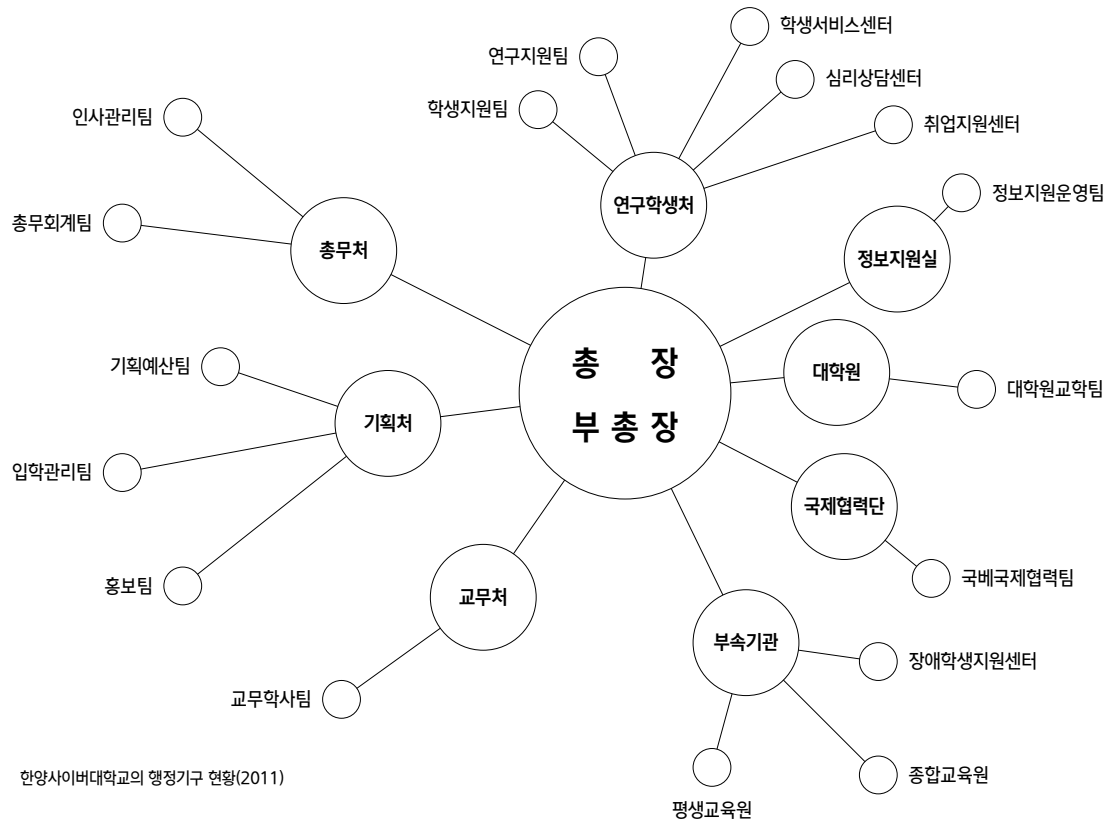 학생서비스센터
연구지원팀
심리상담센터
학생지원팀
인사관리팀
취업지원센터
연구학생처
정보지원운영팀
총무회계팀
총무처
정보지원실
총 장
기획예산팀
대학원
대학원교학팀
기획처
부 총 장
입학관리팀
국제협력단
홍보팀
국베국제협력팀
교무처
부속기관
장애학생지원센터
교무학사팀
한양사이버대학교의 행정기구 현황(2011)
종합교육원
평생교육원